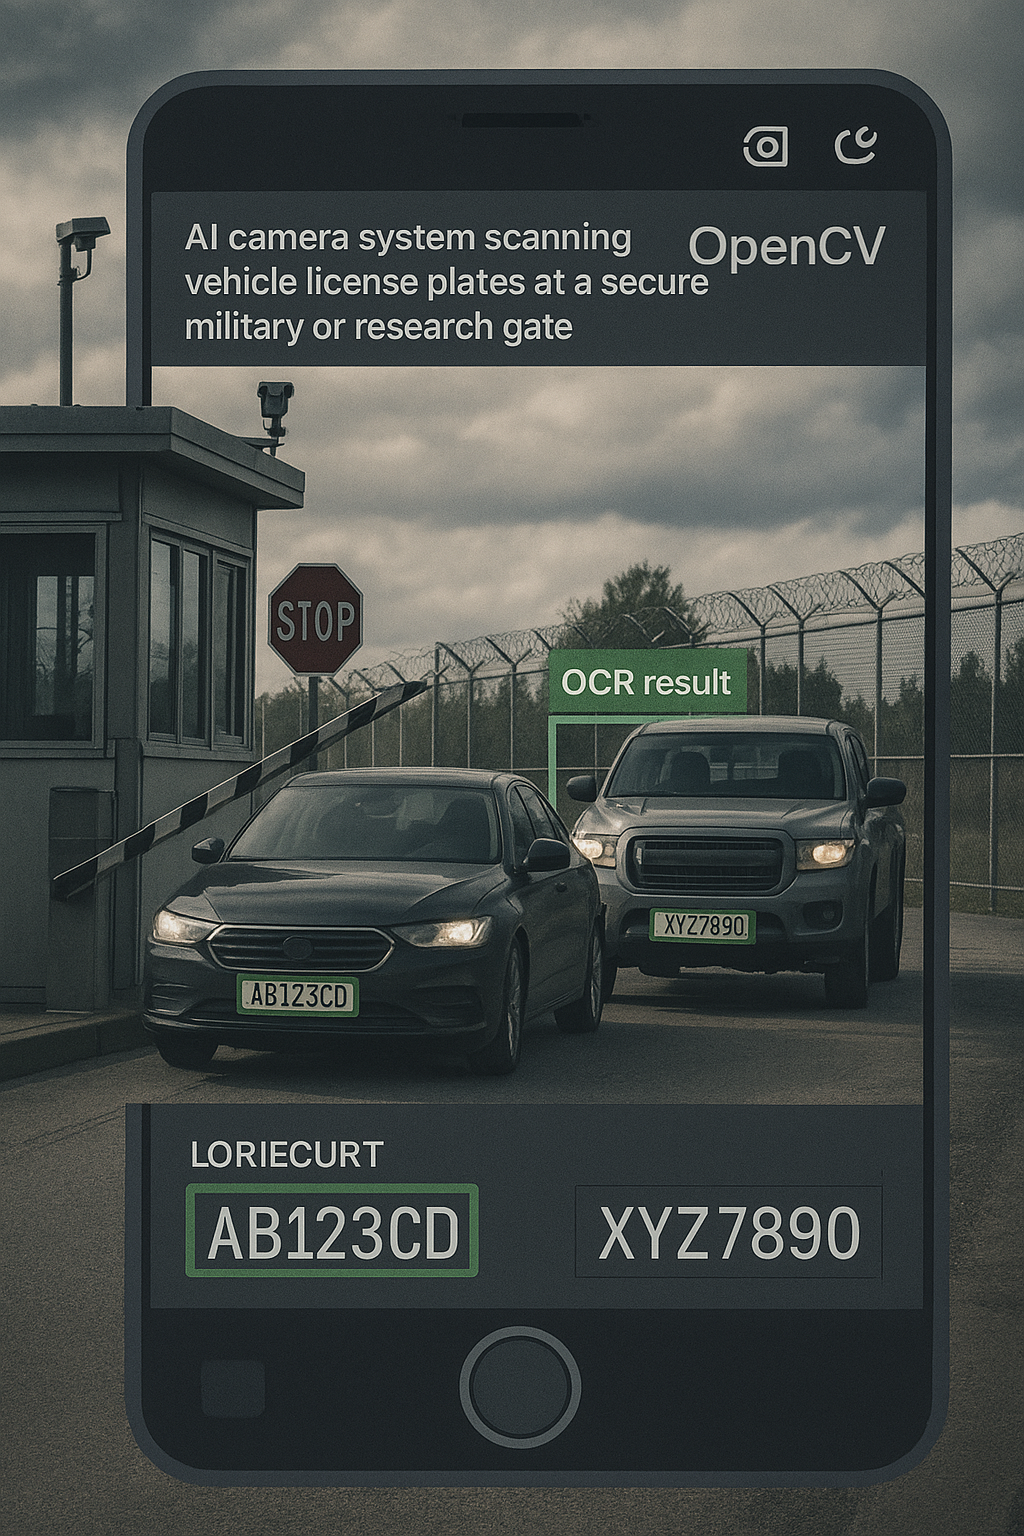 AI camera system scanning
vehicle license plates at a secure
military or research gate
OpenCV
STOP
OCR result
XYZ7890
AB123CD
LORIECURT
AB123CD
XYZ7890